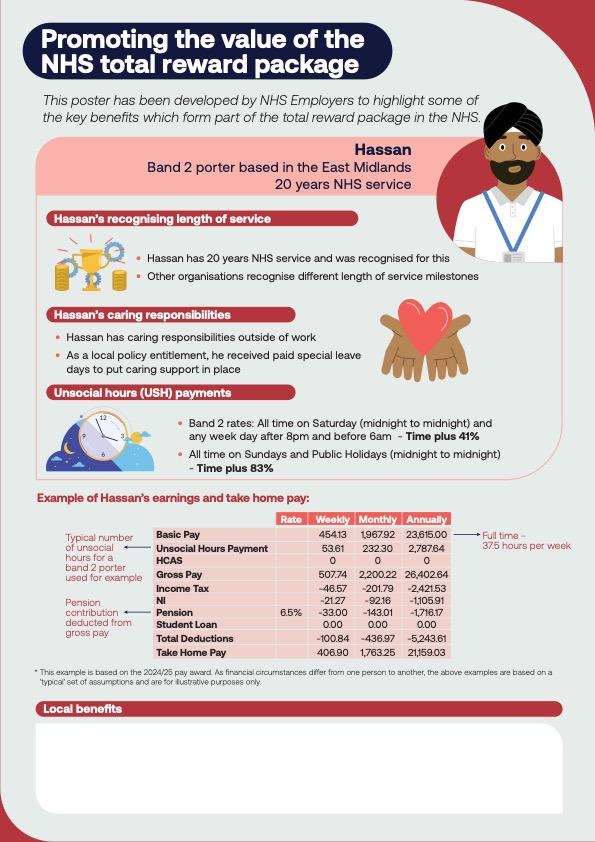 Promoting the value of the
NHS total reward package
This poster has been developed by NHS Employers to highlight some of
the key benefits which form part of the total reward package in the NHS.
Hassan
Band 2 porter based in the East Midlands
20 years NHS service
Hassan's recognising length of service
• Hassan has 20 years NHS service and was recognised for this
• Other organisations recognise different length of service milestones
Hassan's caring responsibilities
• Hassan has caring responsibilities outside of work
• As a local policy entitlement, he received paid special leave
days to put caring support in place
Unsocial hours (USH) payments
12
9 3
6
• Band 2 rates: All time on Saturday (midnight to midnight) and
any week day after 8pm and before 6am - Time plus 41%
• All time on Sundays and Public Holidays (midnight to midnight)
- Time plus 83%
Example of Hassan's earnings and take home pay:
Rate Weekly Monthly Annually
Basic Pay 454.13 1,967.92 23,615.00
Unsocial Hours Payment 53.61 232.30 2,787.64
HCAS 0 0 0
Gross Pay 507.74 2,200.22 26,402.64
Income Tax -46.57 -201.79 -2,421.53
NI -21.27 -92.16 -1,105.91
Pension 6.5% -33.00 -143.01 -1,716.17
Student Loan 0.00 0.00 0.00
Total Deductions -100.84 -436.97 -5,243.61
Take Home Pay 406.90 1,763.25 21,159.03
Typical number
of unsocial
hours for a
band 2 porter
used for example
Pension
contribution
deducted from
gross pay
Full time –
37.5 hours per week
* This example is based on the 2024/25 pay award. As financial circumstances differ from one person to another, the above examples are based on a
'typical' set of assumptions and are for illustrative purposes only.
Local benefits